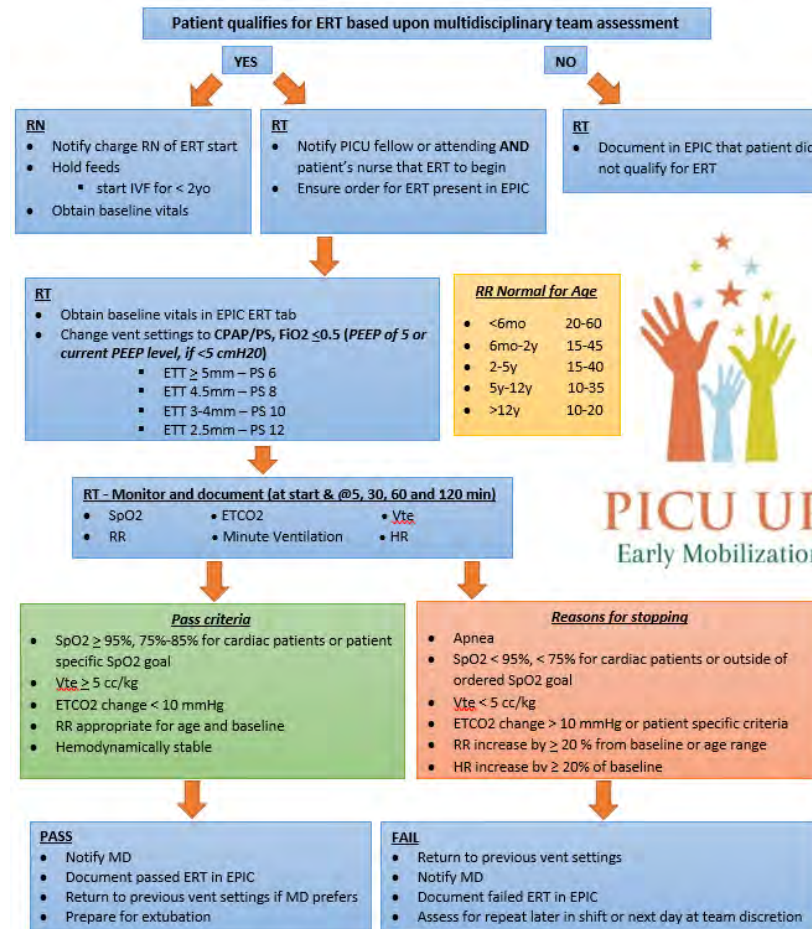 Patient qualifies for ERT based upon multidisciplinary team assessment
YES
NO
RN
• Notify charge RN of ERT start
• Hold feeds
▪ start IVF for < 2yo
• Obtain baseline vitals
RT
• Notify PICU fellow or attending AND
patient's nurse that ERT to begin
• Ensure order for ERT present in EPIC
RT
• Document in EPIC that patient did
not qualify for ERT
RT
• Obtain baseline vitals in EPIC ERT tab
• Change vent settings to CPAP/PS, FiO2 ≤0.5 (PEEP of 5 or
current PEEP level, if <5 cmH20)
▪ ETT ≥ 5mm – PS 6
▪ ETT 4.5mm – PS 8
▪ ETT 3-4mm – PS 10
▪ ETT 2.5mm – PS 12
RR Normal for Age
• <6mo 20-60
• 6mo-2y 15-45
• 2-5y 15-40
• 5y-12y 10-35
• >12y 10-20
RT - Monitor and document (at start & @5, 30, 60 and 120 min)
• SpO2 • ETCO2 • Vte
• RR • Minute Ventilation • HR
PICU UP
Early Mobilization
Pass criteria
• SpO2 ≥ 95%, 75%-85% for cardiac patients or patient
specific SpO2 goal
• Vte ≥ 5 cc/kg
• ETCO2 change < 10 mmHg
• RR appropriate for age and baseline
• Hemodynamically stable
Reasons for stopping
• Apnea
• SpO2 < 95%, < 75% for cardiac patients or outside of
ordered SpO2 goal
• Vte < 5 cc/kg
• ETCO2 change > 10 mmHg or patient specific criteria
• RR increase by ≥ 20 % from baseline or age range
• HR increase by ≥ 20% of baseline
PASS
• Notify MD
• Document passed ERT in EPIC
• Return to previous vent settings if MD prefers
• Prepare for extubation
FAIL
• Return to previous vent settings
• Notify MD
• Document failed ERT in EPIC
• Assess for repeat later in shift or next day at team discretion